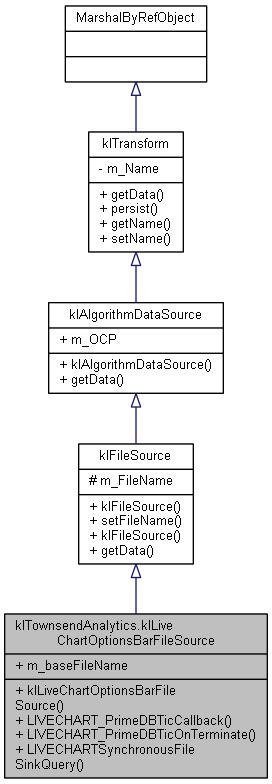 MarshalByRefObject
klTransform
- m_Name
+ getData()
+ persist()
+ getName()
+ setName()
klAlgorithmDataSource
+ m_OCP
+ klAlgorithmDataSource()
+ getData()
klFileSource
# m_FileName
+ klFileSource()
+ setFileName()
+ klFileSource()
+ getData()
klTownsendAnalytics.klLive
ChartOptionsBarFileSource
+ m_baseFileName
+ klLiveChartOptionsBarFile
Source()
+ LIVECHART_PrimeDBTicCallback()
+ LIVECHART_PrimeDBTicOnTerminate()
+ LIVECHARTSynchronousFile
SinkQuery()